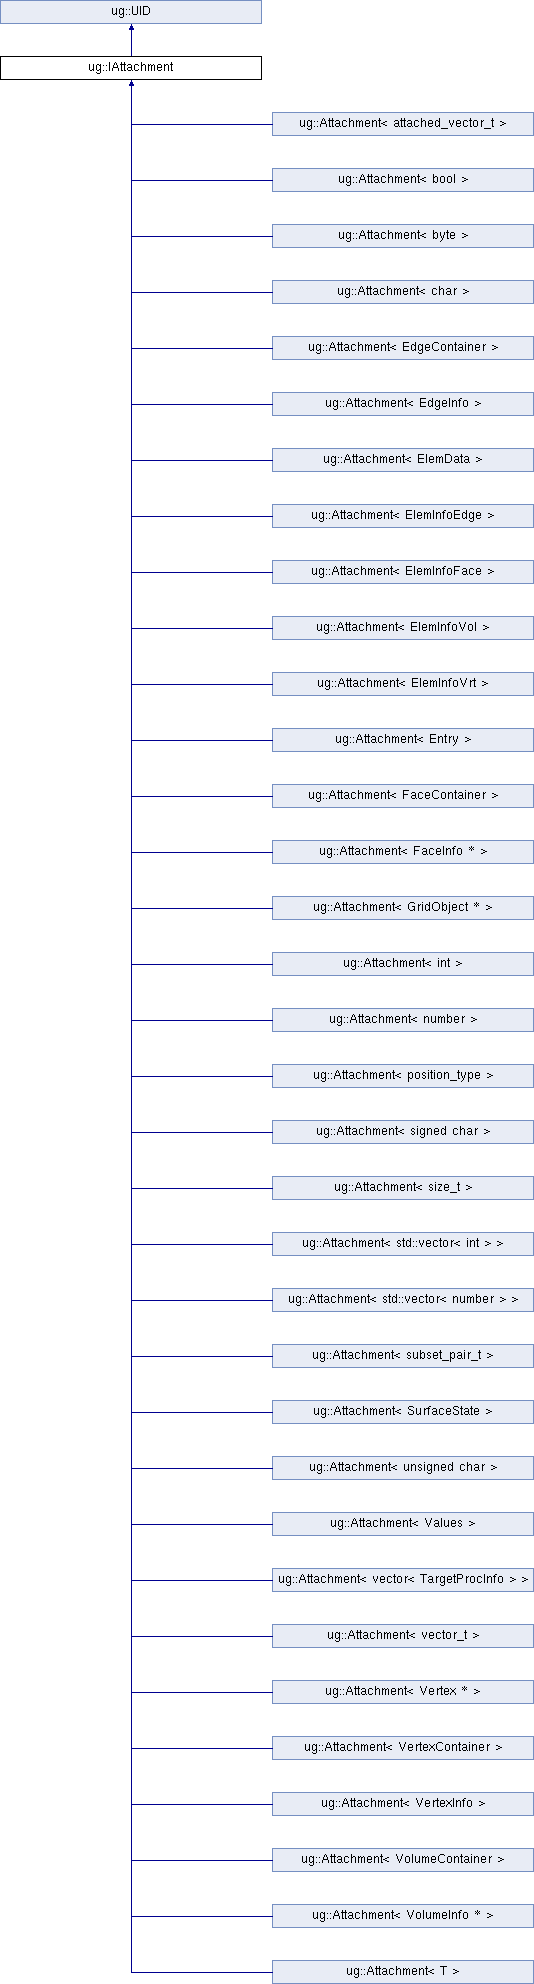 ug::UID
ug::IAttachment
ug::Attachment< attached_vector_t >
ug::Attachment< bool >
ug::Attachment< byte >
ug::Attachment< char >
ug::Attachment< EdgeContainer >
ug::Attachment< EdgeInfo >
ug::Attachment< ElemData >
ug::Attachment< ElemInfoEdge >
ug::Attachment< ElemInfoFace >
ug::Attachment< ElemInfoVol >
ug::Attachment< ElemInfoVrt >
ug::Attachment< Entry >
ug::Attachment< FaceContainer >
ug::Attachment< FaceInfo * >
ug::Attachment< GridObject * >
ug::Attachment< int >
ug::Attachment< number >
ug::Attachment< position_type >
ug::Attachment< signed char >
ug::Attachment< size_t >
ug::Attachment< std::vector< int > >
ug::Attachment< std::vector< number > >
ug::Attachment< subset_pair_t >
ug::Attachment< SurfaceState >
ug::Attachment< unsigned char >
ug::Attachment< Values >
ug::Attachment< vector< TargetProcInfo > >
ug::Attachment< vector_t >
ug::Attachment< Vertex * >
ug::Attachment< VertexContainer >
ug::Attachment< VertexInfo >
ug::Attachment< VolumeContainer >
ug::Attachment< VolumeInfo * >
ug::Attachment< T >